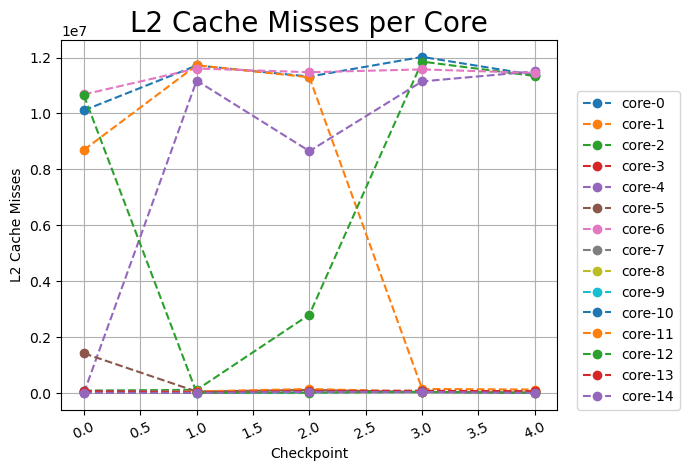 L2 Cache Misses per Core
1e7
1.2
1.0
0.8
0.6
0.4
0.2
0.0
L2 Cache Misses
0.0 0.5 1.0 1.5 2.0 2.5 3.0 3.5 4.0
Checkpoint
core-0
core-1
core-2
core-3
core-4
core-5
core-6
core-7
core-8
core-9
core-10
core-11
core-12
core-13
core-14